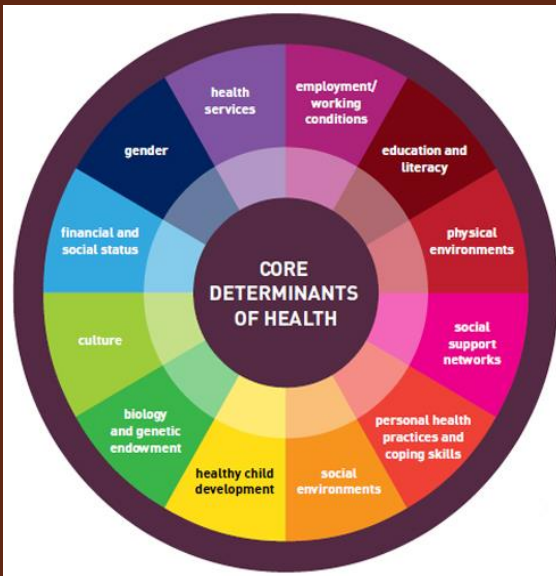 CORE
DETERMINANTS
OF HEALTH
health
services
employment/
working
conditions
education and
literacy
physical
environments
social
support
networks
personal health
practices and
coping skills
social
environments
healthy child
development
biology
and genetic
endowment
culture
financial and
social status
gender